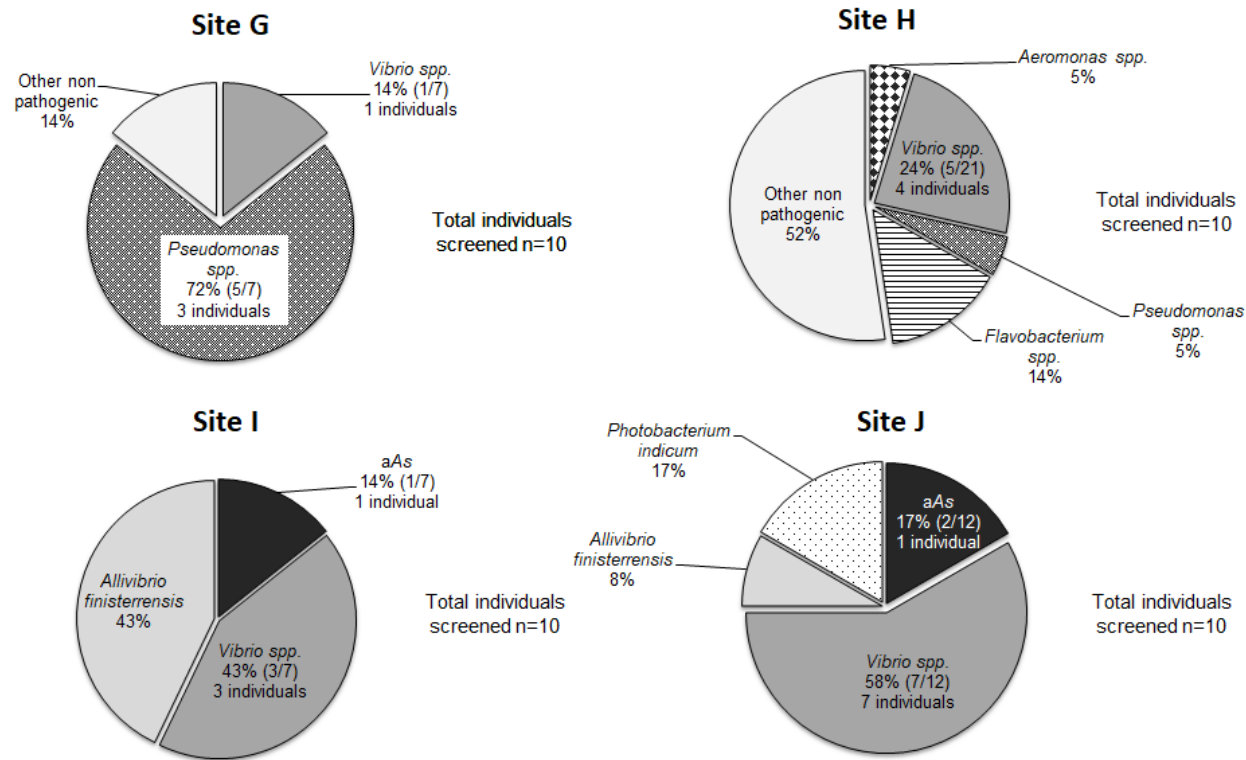 Site G
Other non
pathogenic
14%
Vibrio spp.
14% (1/7)
1 individuals
Pseudomonas
spp.
72% (5/7)
3 individuals
Total individuals
screened n=10
Site H
Aeromonas spp.
5%
Vibrio spp.
24% (5/21)
4 individuals
Other non
pathogenic
52%
Total individuals
screened n=10
Pseudomonas
spp.
5%
Flavobacterium
spp.
14%
Site I
aAs
14% (1/7)
1 individual
Allivibrio
finisterrensis
43%
Vibrio spp.
43% (3/7)
3 individuals
Total individuals
screened n=10
Site J
Photobacterium
indicum
17%
aAs
17% (2/12)
1 individual
Allivibrio
finisterrensis
8%
Total individuals
screened n=10
Vibrio spp.
58% (7/12)
7 individuals